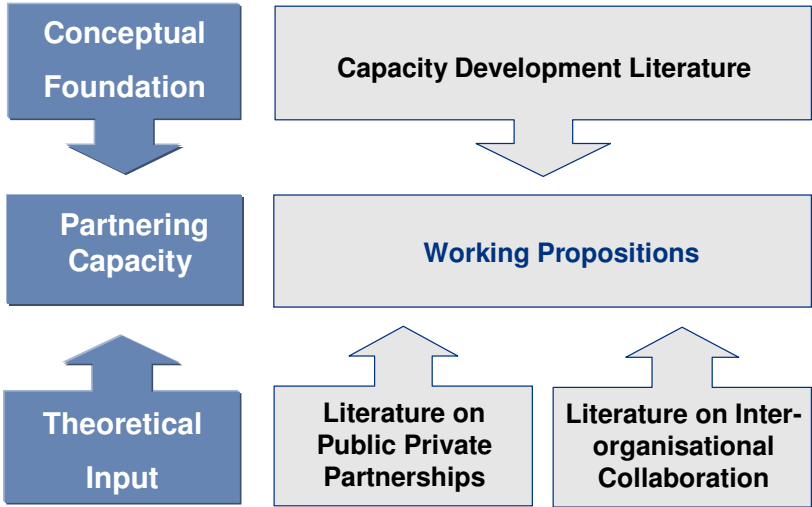 Conceptual
Foundation
Capacity Development Literature
Partnering
Capacity
Working Propositions
Theoretical
Input
Literature on
Public Private
Partnerships
Literature on Inter-
organisational
Collaboration